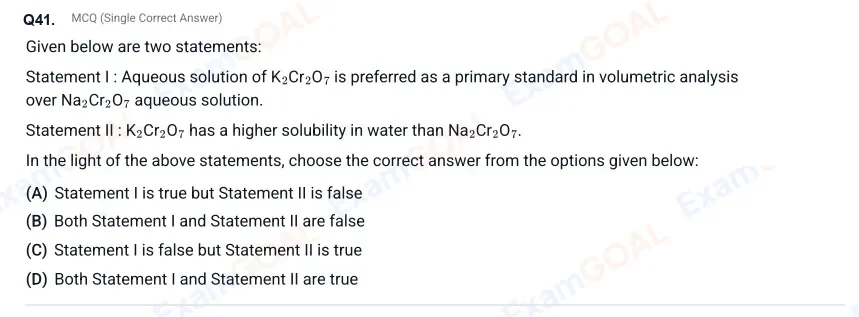 Q41. MCQ (Single Correct Answer)
Given below are two statements:
Statement I : Aqueous solution of K₂Cr₂O₇ is preferred as a primary standard in volumetric analysis
over Na₂Cr₂O₇ aqueous solution.
Statement II : K₂Cr₂O₇ has a higher solubility in water than Na₂Cr₂O₇.
In the light of the above statements, choose the correct answer from the options given below:
(A) Statement I is true but Statement II is false
(B) Both Statement I and Statement II are false
(C) Statement I is false but Statement II is true
(D) Both Statement I and Statement II are true
ExamGOAL
ExamGOAL